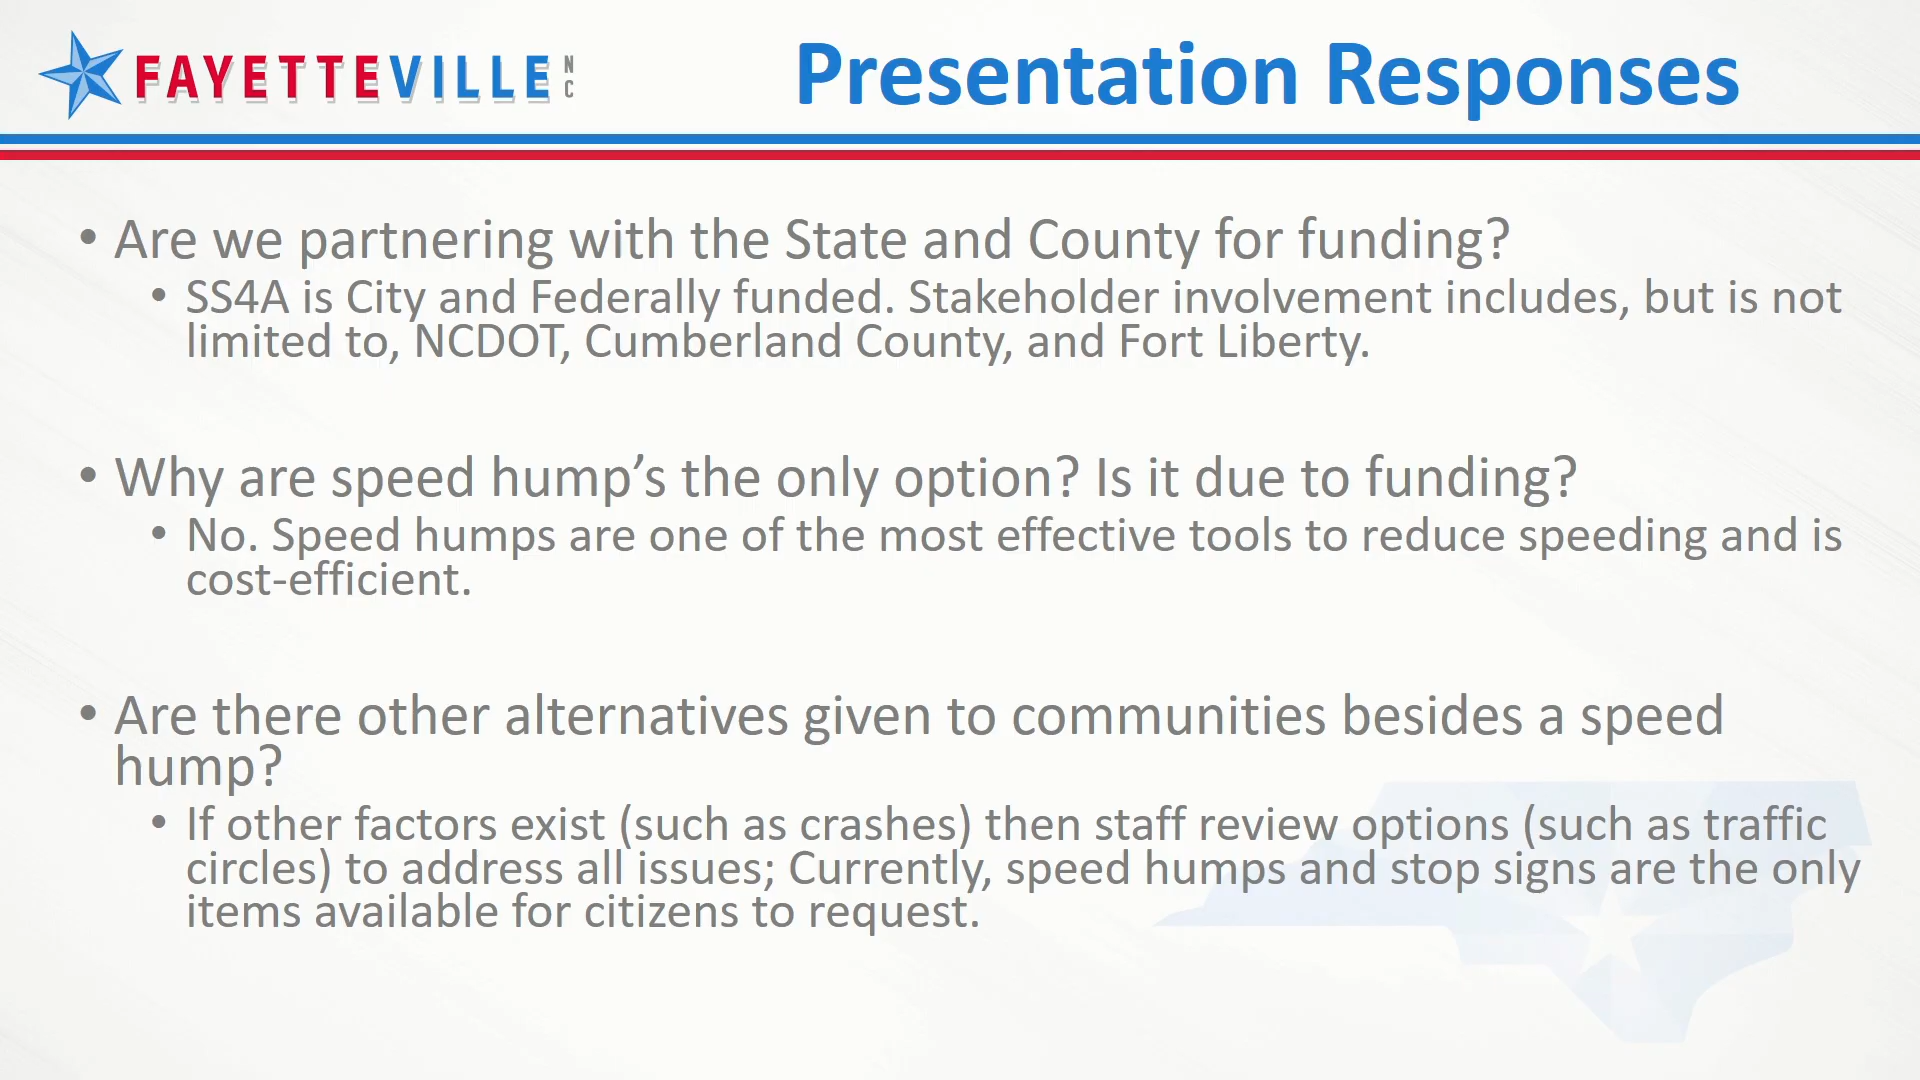 FAYETTEVILLE NC
Presentation Responses
• Are we partnering with the State and County for funding?
• SS4A is City and Federally funded. Stakeholder involvement includes, but is not
limited to, NCDOT, Cumberland County, and Fort Liberty.
• Why are speed hump’s the only option? Is it due to funding?
• No. Speed humps are one of the most effective tools to reduce speeding and is
cost-efficient.
• Are there other alternatives given to communities besides a speed
hump?
• If other factors exist (such as crashes) then staff review options (such as traffic
circles) to address all issues; Currently, speed humps and stop signs are the only
items available for citizens to request.